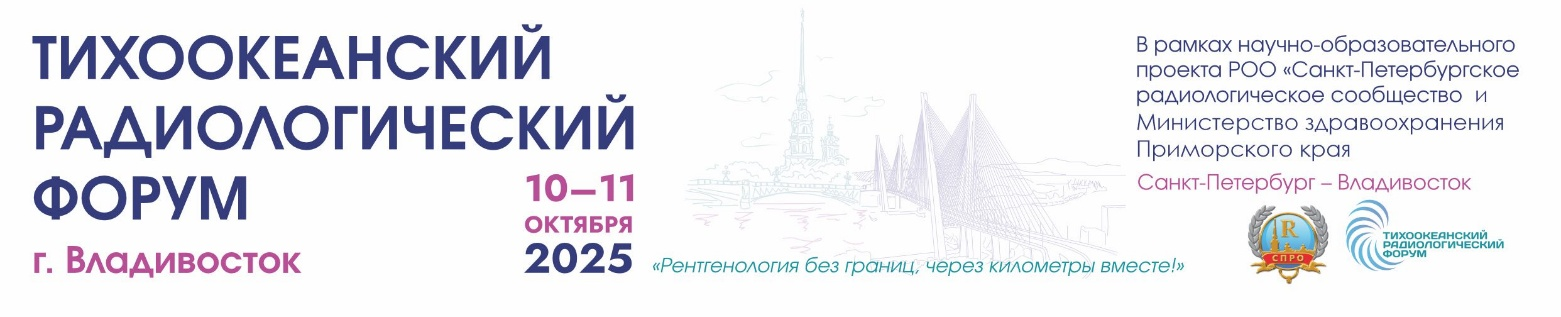 ТИХООКЕАНСКИЙ
РАДИОЛОГИЧЕСКИЙ
ФОРУМ
г. Владивосток
10–11
ОКТЯБРЯ
2025
«Рентгенология без границ, через километры вместе!»
В рамках научно-образовательного
проекта РОО «Санкт-Петербургское
радиологическое сообщество и
Министерство здравоохранения
Приморского края
Санкт-Петербург – Владивосток
R
СПРО
ТИХООКЕАНСКИЙ
РАДИОЛОГИЧЕСКИЙ
ФОРУМ